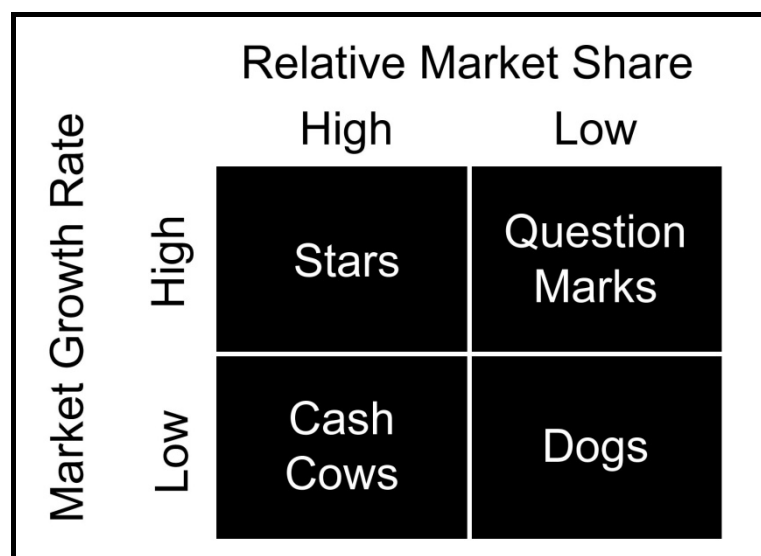 Relative Market Share
High Low
Market Growth Rate
High
Stars
Question
Marks
Low
Cash
Cows
Dogs